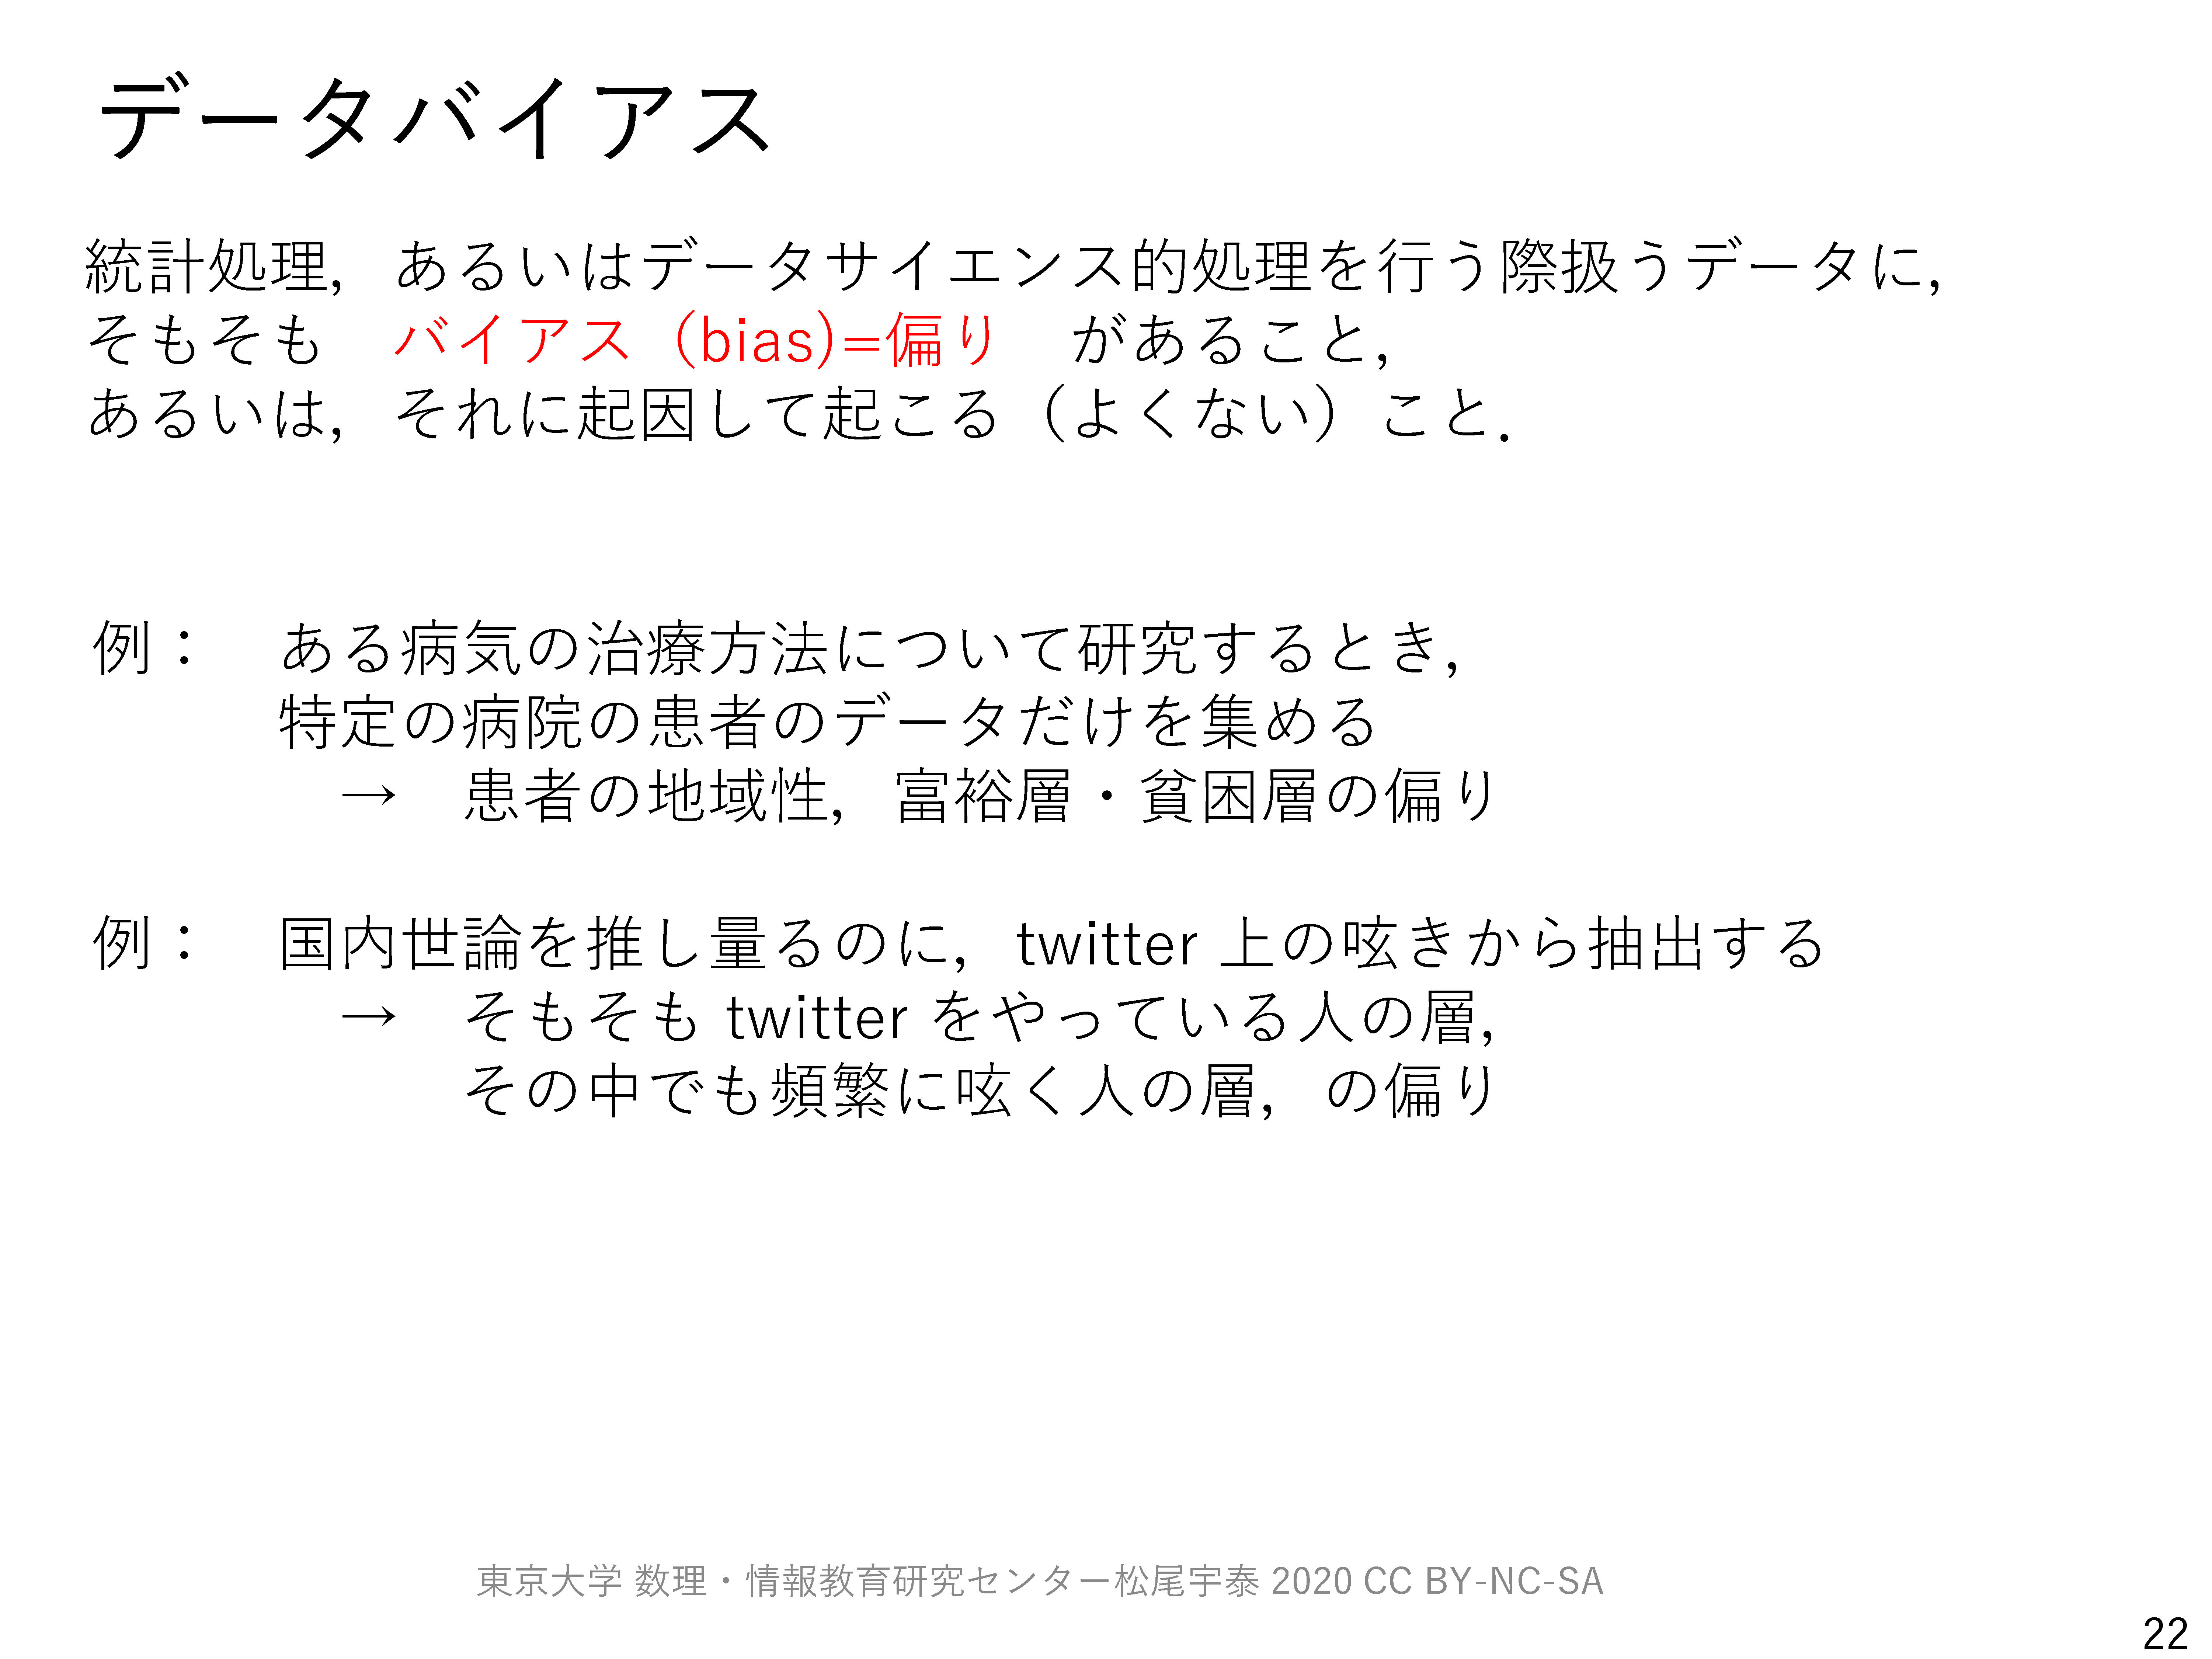 データバイアス
統計処理，あるいはデータサイエンス的処理を行う際扱うデータに，
そもそも　バイアス（bias)=偏り　があること，
あるいは，それに起因して起こる（よくない）こと．
例：　ある病気の治療方法について研究するとき，
特定の病院の患者のデータだけを集める
→　患者の地域性，富裕層・貧困層の偏り
例：　国内世論を推し量るのに，twitter 上の呟きから抽出する
→　そもそも twitter をやっている人の層，
その中でも頻繁に呟く人の層，の偏り
東京大学 数理・情報教育研究センター松尾宇泰 2020 CC BY-NC-SA
22